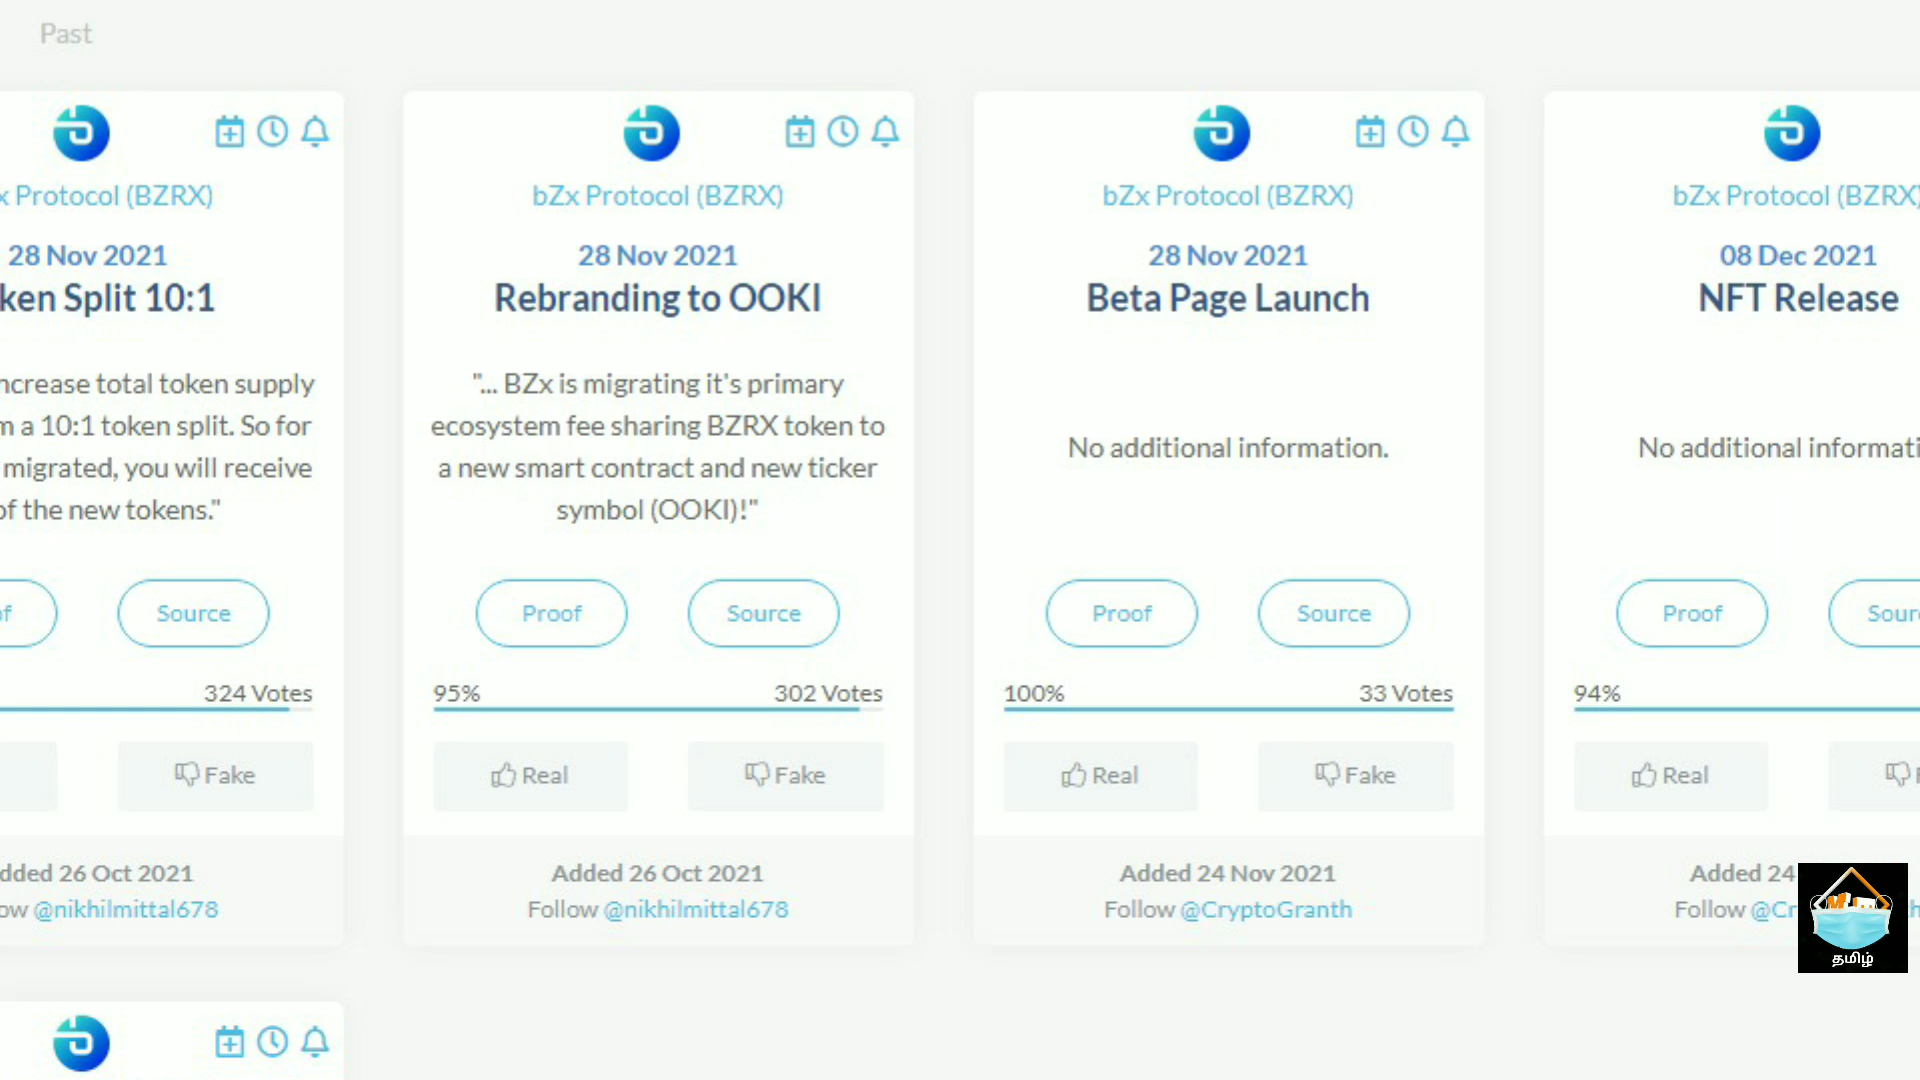 Past
x Protocol (BZRX)
28 Nov 2021
ken Split 10:1
ncrease total token supply
m a 10:1 token split. So for
migrated, you will receive
of the new tokens."
Source
324 Votes
Fake
dded 26 Oct 2021
ow @nikhilmittal678
bZx Protocol (BZRX)
28 Nov 2021
Rebranding to OOKI
"... BZx is migrating it's primary
ecosystem fee sharing BZRX token to
a new smart contract and new ticker
symbol (OOKI)!"
Proof Source
95% 302 Votes
Real Fake
Added 26 Oct 2021
Follow @nikhilmittal678
bZx Protocol (BZRX)
28 Nov 2021
Beta Page Launch
No additional information.
Proof Source
100% 33 Votes
Real Fake
Added 24 Nov 2021
Follow @CryptoGranth
bZx Protocol (BZRX)
08 Dec 2021
NFT Release
No additional informati
Proof Sour
94%
Real
Added 24
Follow @Cr
தமிழ்